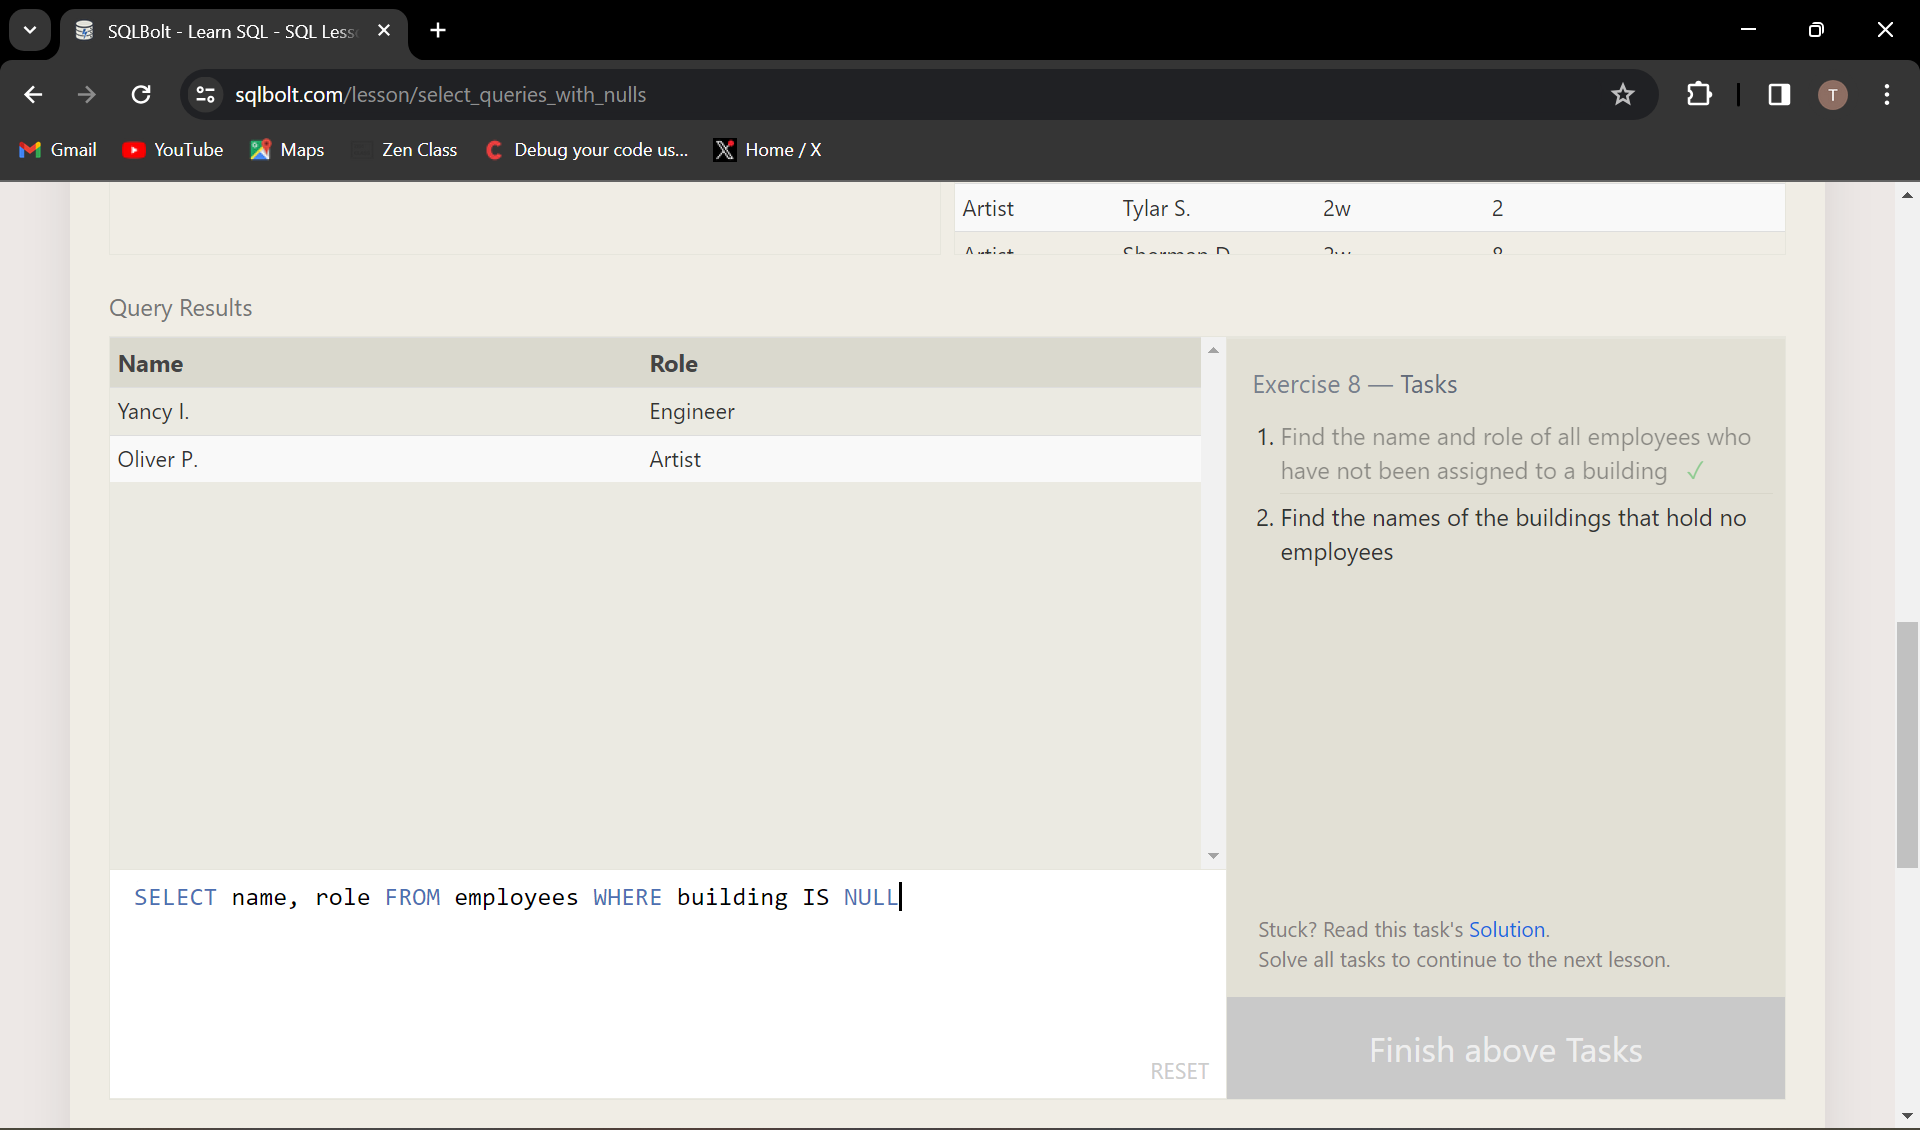 SQLBolt - Learn SQL - SQL Less
sqlbolt.com/lesson/select_queries_with_nulls
T
Gmail
YouTube
Maps
Zen Class
Debug your code us...
Home / X
Artist Tylar S. 2w 2
Artist Sherman D. 2w 8
Query Results
Name Role
Yancy I. Engineer
Oliver P. Artist
Exercise 8 — Tasks
1. Find the name and role of all employees who
have not been assigned to a building ✓
2. Find the names of the buildings that hold no
employees
SELECT name, role FROM employees WHERE building IS NULL
RESET
Stuck? Read this task's Solution.
Solve all tasks to continue to the next lesson.
Finish above Tasks